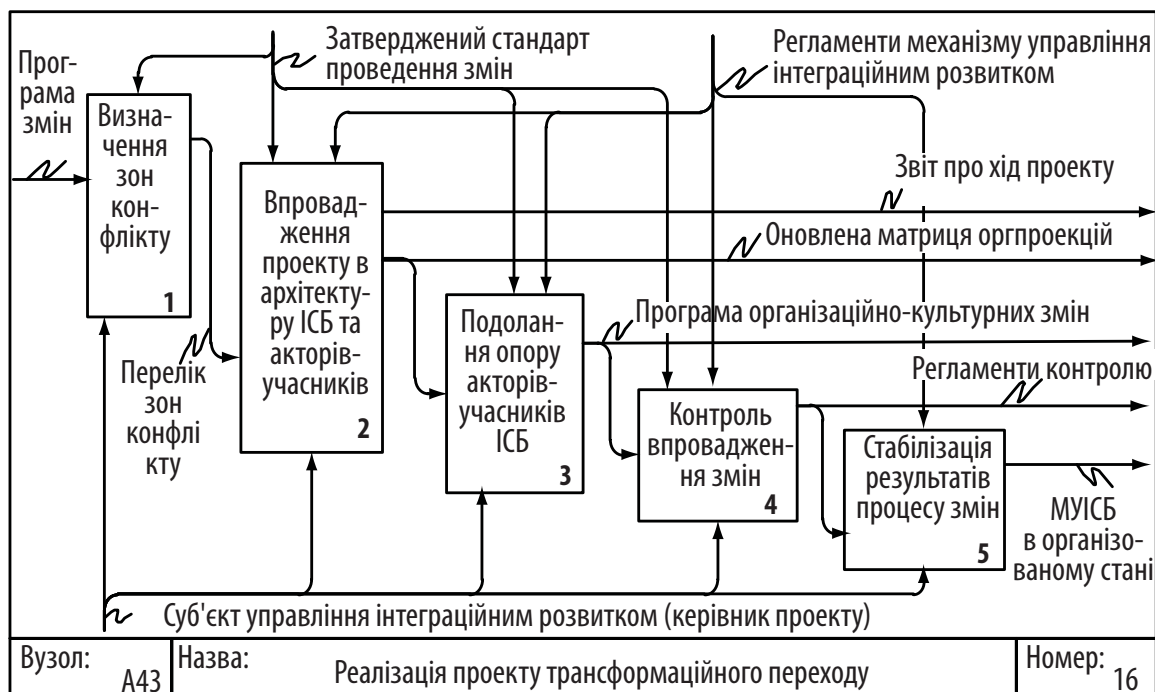 Прог-
рама
змін
Затверджений стандарт
проведення змін
Регламенти механізму управління
інтеграційним розвитком
Визна-
чення
зон
кон-
флікту
1
Впровад-
ження
проекту в
архітекту-
ру ІСБ та
акторів-
учасників
2
Звіт про хід проекту
Оновлена матриця оргпроекцій
Перелік
зон
конфлі
кту
Подолан-
ня опору
акторів-
учасників
ІСБ
3
Програма організаційно-культурних змін
Регламенти контролю
Контроль
впроваджен-
ня змін
4
Стабілізація
результатів
процесу змін
5
МУІСБ
в організо-
ваному стані
Суб'єкт управління інтеграційним розвитком (керівник проекту)
Вузол:
А43
Назва:
Реалізація проекту трансформаційного переходу
Номер:
16